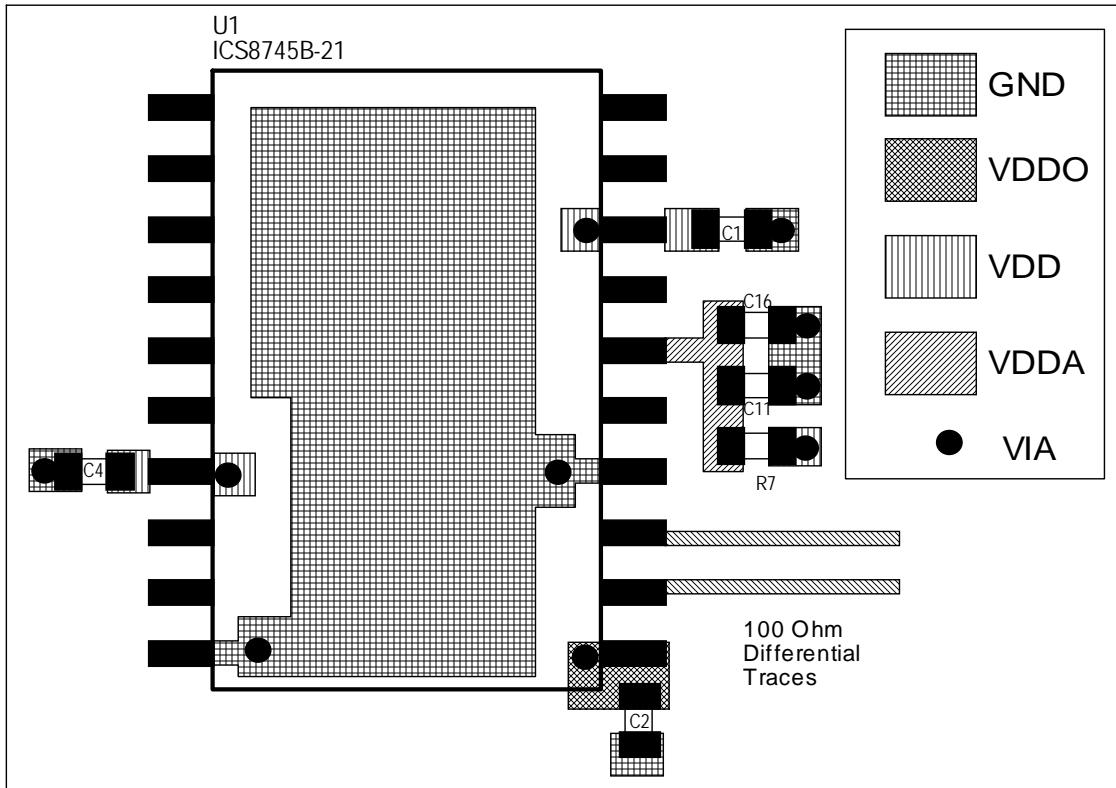 U1
ICS8745B-21
GND
VDDO
VDD
VDDA
VIA
C1
C16
C11
R7
C4
100 Ohm
Differential
Traces
C2